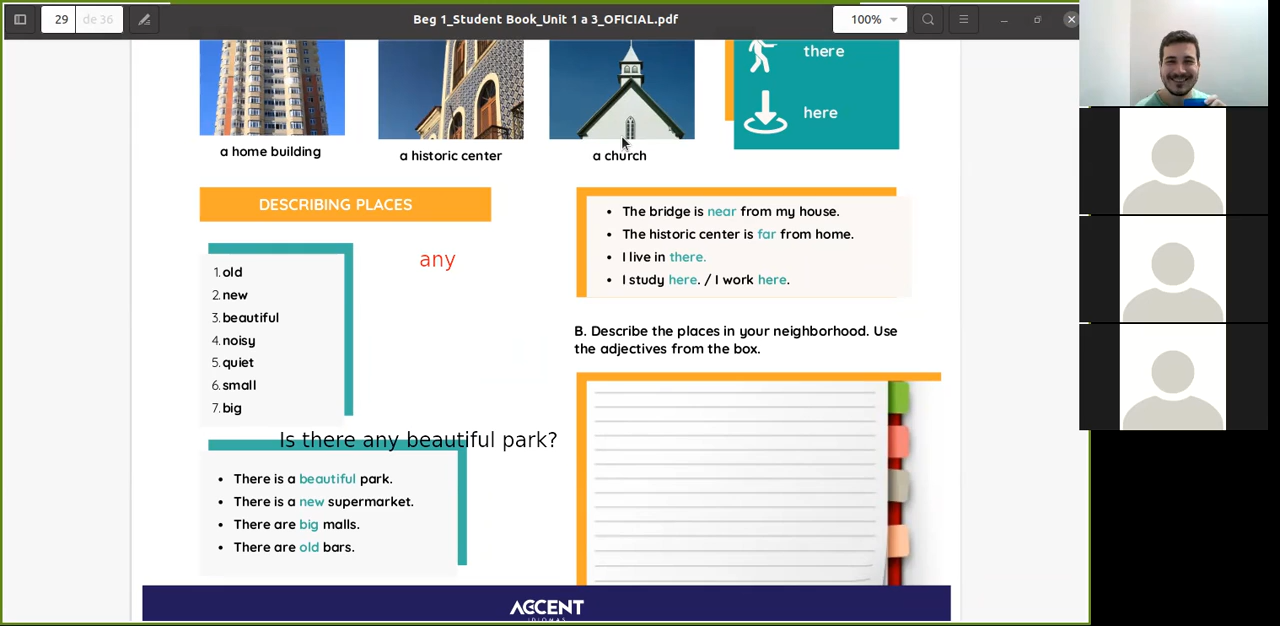 29
de 36
Beg 1_Student Book_Unit 1 a 3_OFICIAL.pdf
100%
there
here
a home building
a historic center
a church
DESCRIBING PLACES
1. old
2. new
3. beautiful
4. noisy
5. quiet
6. small
7. big
any
• The bridge is near from my house.
• The historic center is far from home.
• I live in there.
• I study here. / I work here.
B. Describe the places in your neighborhood. Use
the adjectives from the box.
Is there any beautiful park?
• There is a beautiful park.
• There is a new supermarket.
• There are big malls.
• There are old bars.
ACCENT
IDIOMAS